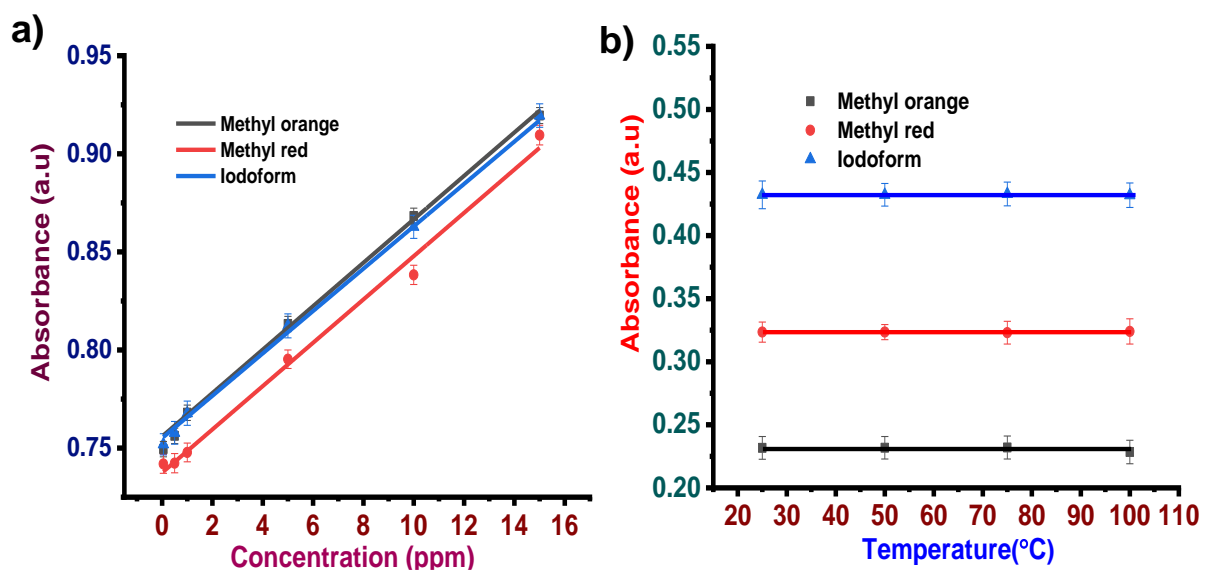 a)
Absorbance (a.u)
0.95
0.90
0.85
0.80
0.75
Methyl orange
Methyl red
Iodoform
0 2 4 6 8 10 12 14 16
Concentration (ppm)
b)
Absorbance (a.u)
0.55
0.50
0.45
0.40
0.35
0.30
0.25
0.20
Methyl orange
Methyl red
Iodoform
20 30 40 50 60 70 80 90 100 110
Temperature(°C)